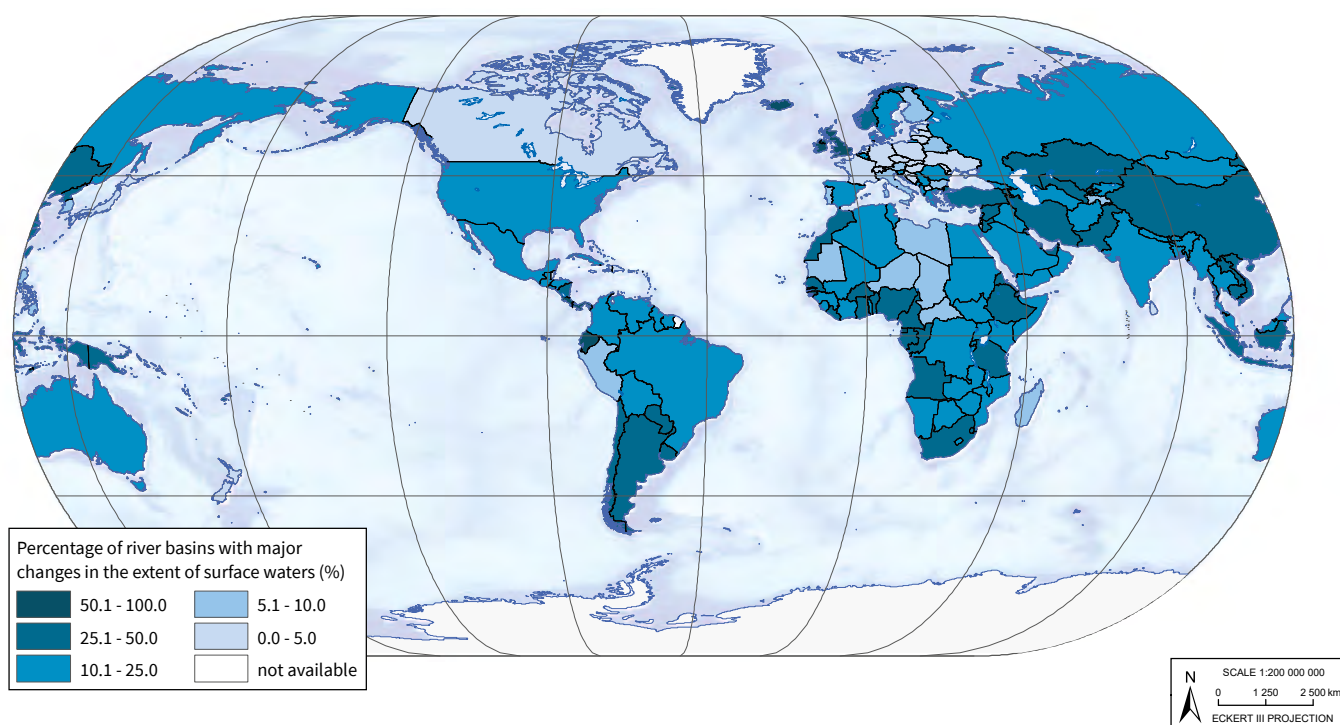 Percentage of river basins with major
changes in the extent of surface waters (%)
50.1 - 100.0
25.1 - 50.0
10.1 - 25.0
5.1 - 10.0
0.0 - 5.0
not available
N
SCALE 1:200 000 000
0 1 250 2 500 km
ECKERT III PROJECTION